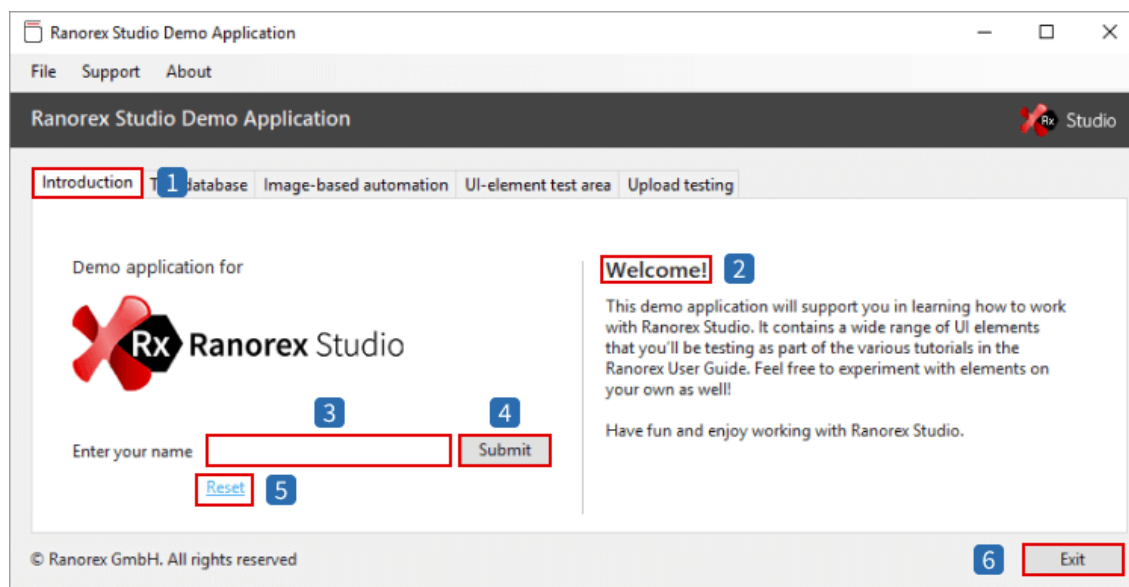 Ranorex Studio Demo Application
File Support About
Ranorex Studio Demo Application
Rx Studio
Introduction 1 database Image-based automation UI-element test area Upload testing
Demo application for
Rx Ranorex Studio
Welcome! 2
This demo application will support you in learning how to work
with Ranorex Studio. It contains a wide range of UI elements
that you'll be testing as part of the various tutorials in the
Ranorex User Guide. Feel free to experiment with elements on
your own as well!
Have fun and enjoy working with Ranorex Studio.
3 4
Enter your name Submit
Reset 5
© Ranorex GmbH. All rights reserved 6 Exit